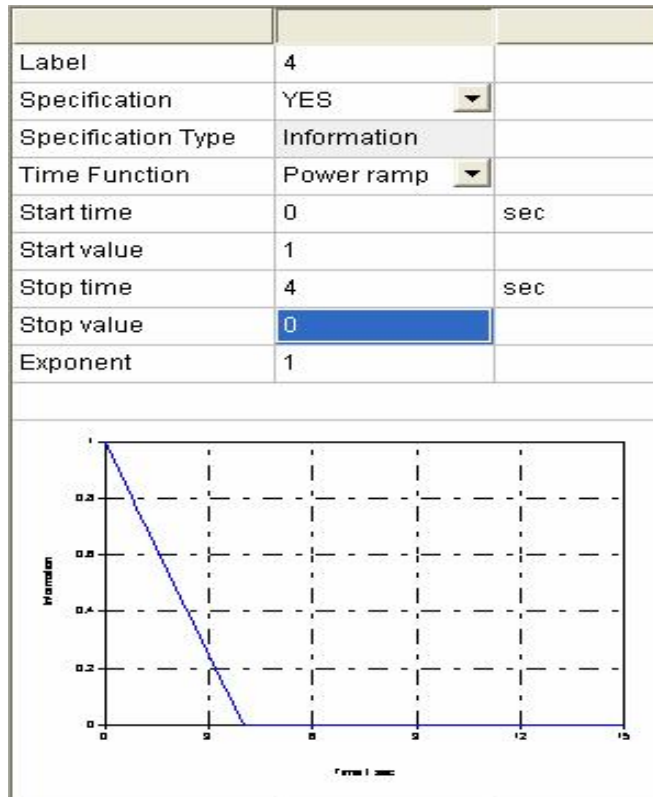 Label 4
Specification YES
Specification Type Information
Time Function Power ramp
Start time 0 sec
Start value 1
Stop time 4 sec
Stop value 0
Exponent 1
1
0.8
0.6
0.4
0.2
0
0 3 6 9 12 15